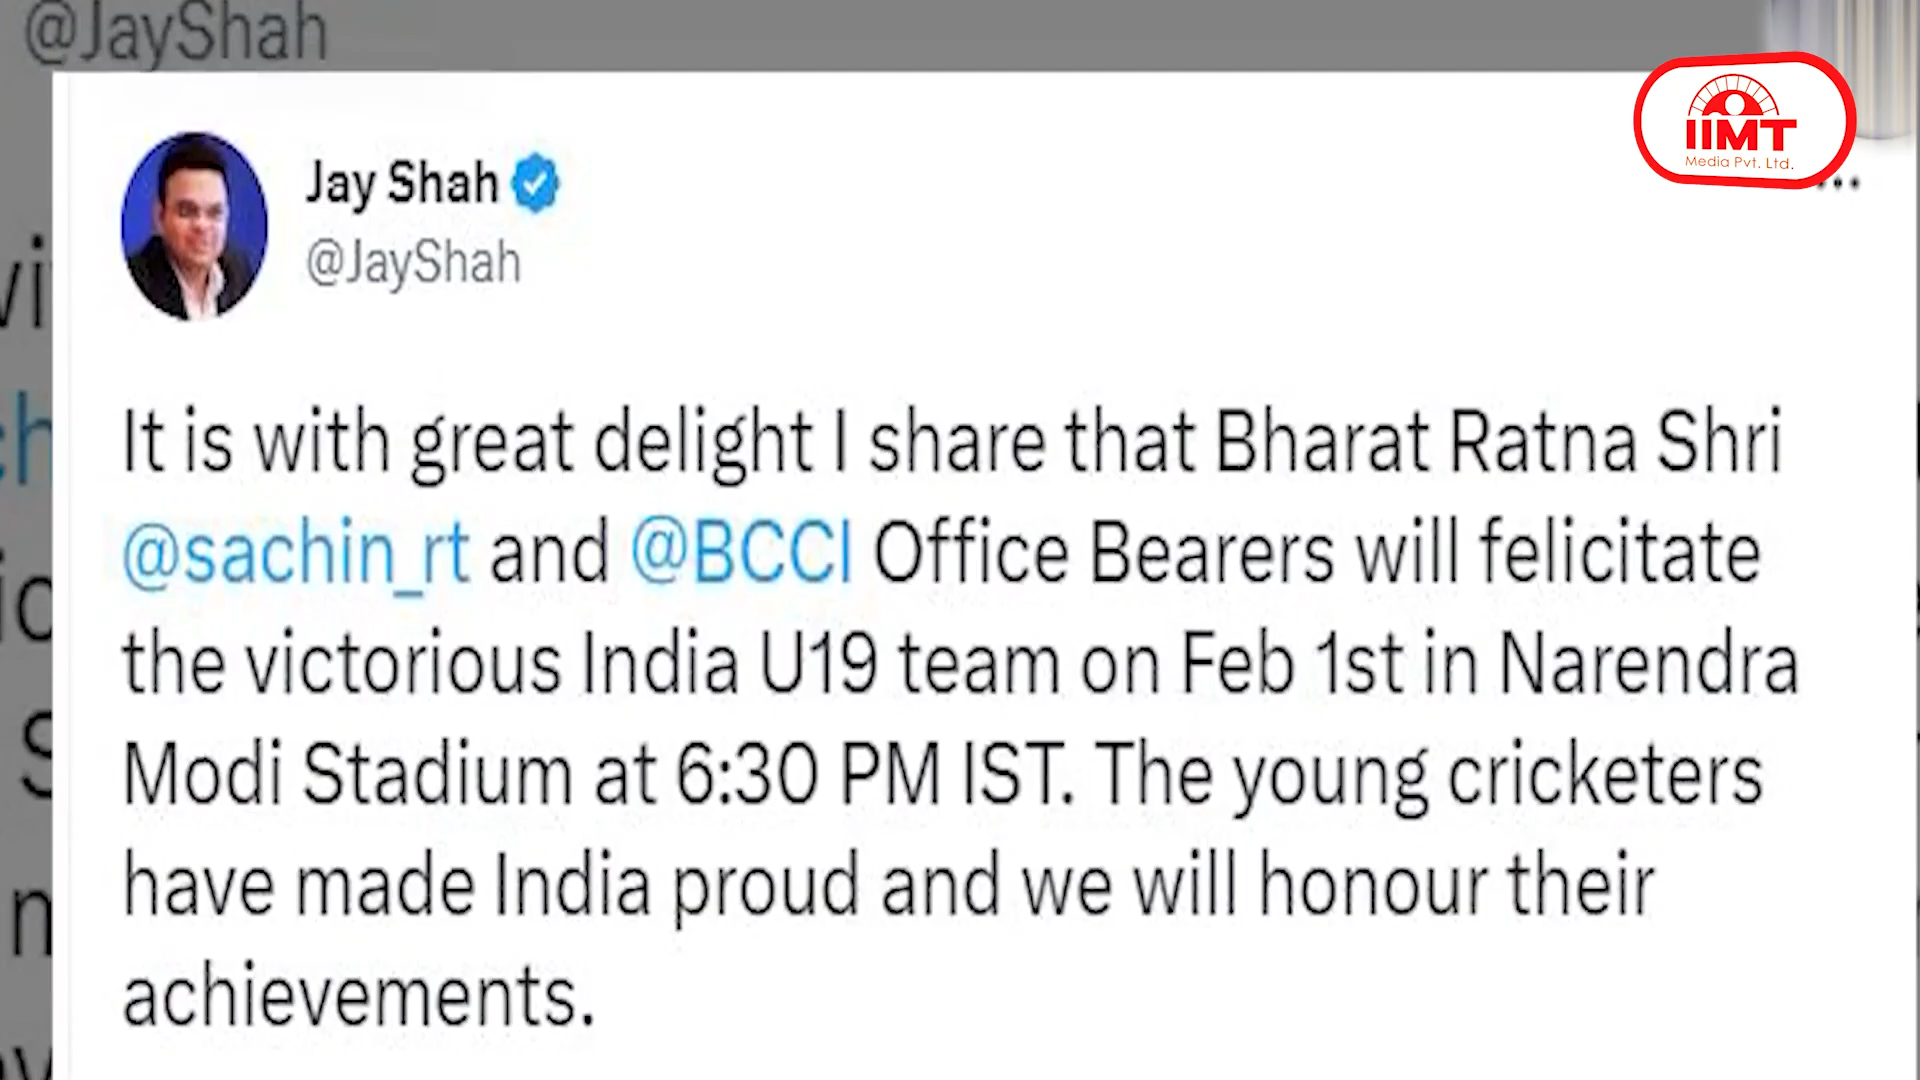 @JayShah
IIMT
Media Pvt. Ltd.
Jay Shah
@JayShah
It is with great delight I share that Bharat Ratna Shri
@sachin_rt and @BCCI Office Bearers will felicitate
the victorious India U19 team on Feb 1st in Narendra
Modi Stadium at 6:30 PM IST. The young cricketers
have made India proud and we will honour their
achievements.